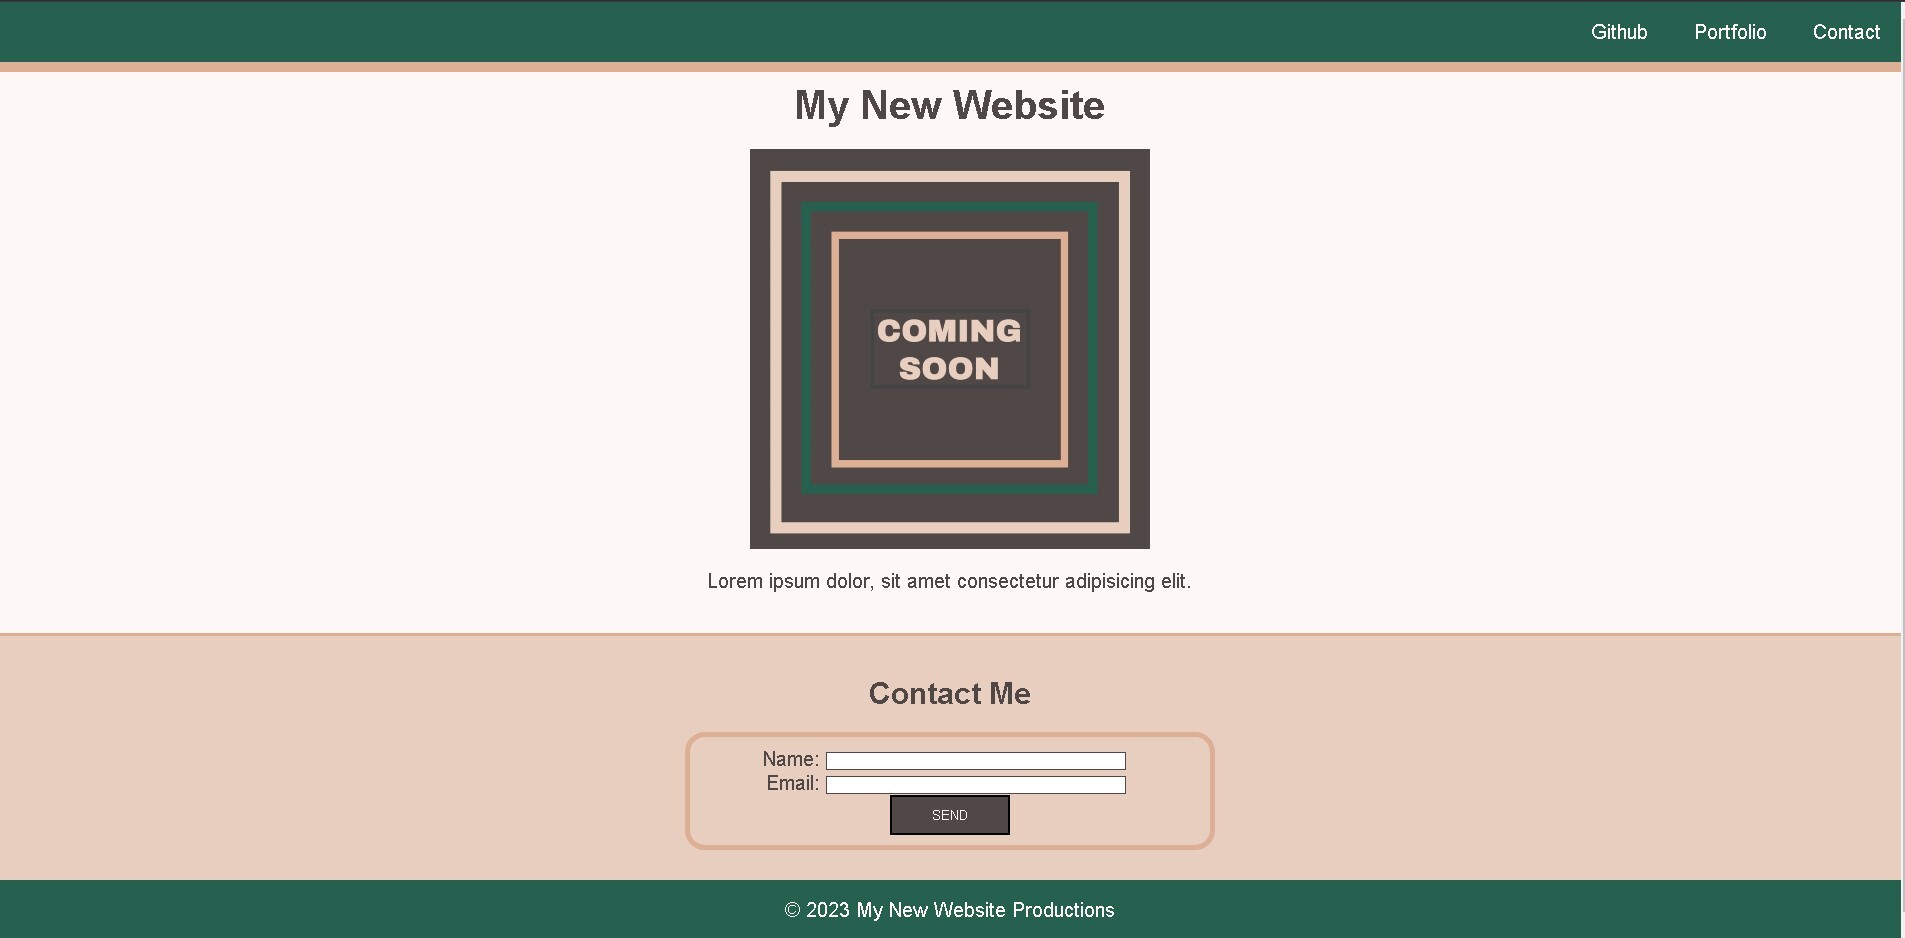 Github Portfolio Contact
My New Website
COMING
SOON
Lorem ipsum dolor, sit amet consectetur adipisicing elit.
Contact Me
Name:
Email:
SEND
© 2023 My New Website Productions